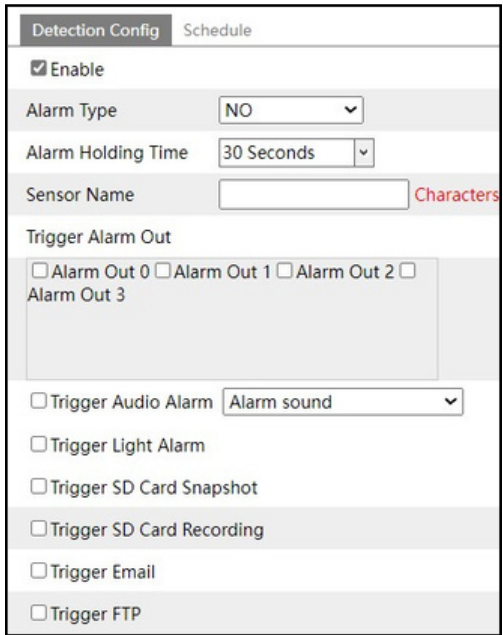 Detection Config Schedule
Enable
Alarm Type NO
Alarm Holding Time 30 Seconds
Sensor Name Characters
Trigger Alarm Out
Alarm Out 0 Alarm Out 1 Alarm Out 2
Alarm Out 3
Trigger Audio Alarm Alarm sound
Trigger Light Alarm
Trigger SD Card Snapshot
Trigger SD Card Recording
Trigger Email
Trigger FTP